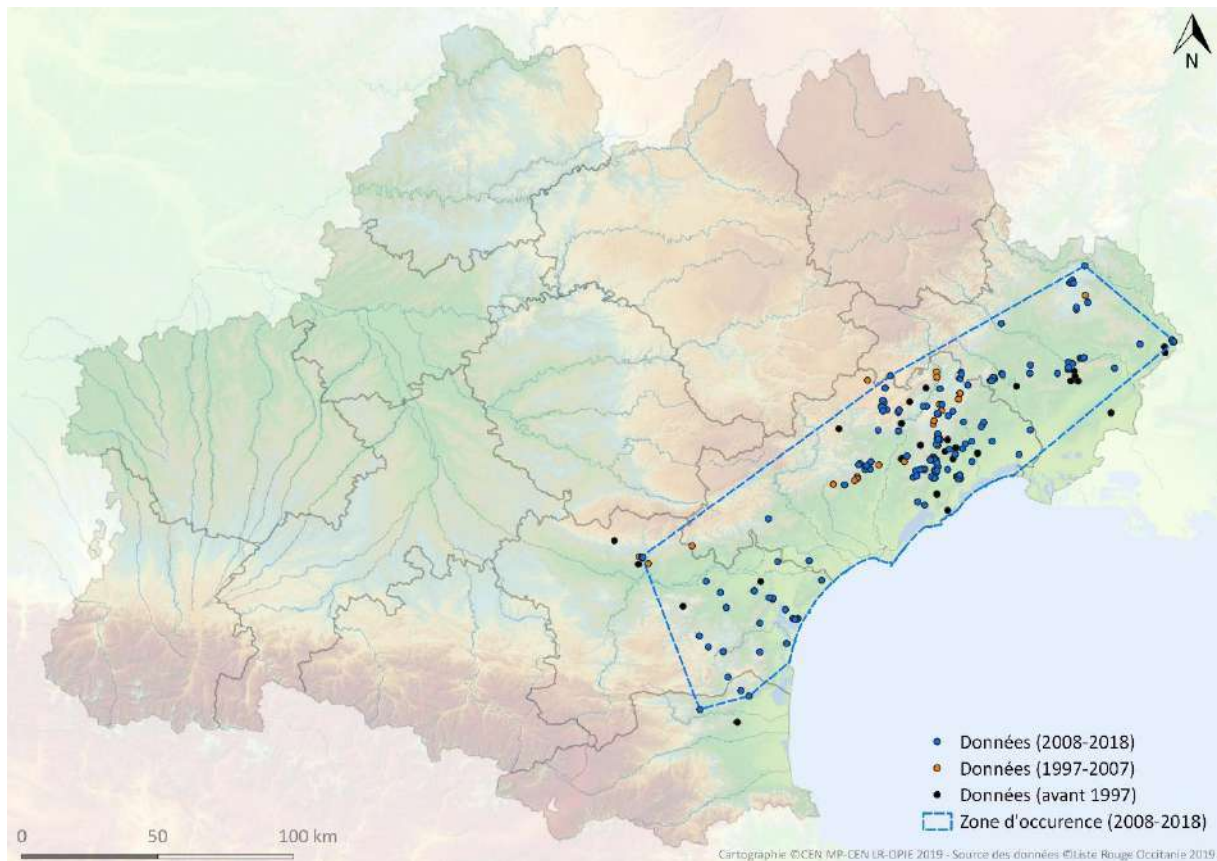 N
Données (2008-2018)
Données (1997-2007)
Données (avant 1997)
Zone d'occurence (2008-2018)
0 50 100 km
Cartographie ©CEN MP-CEN LR-OPIE 2019 - Source des données ©Liste Rouge Occitanie 2019